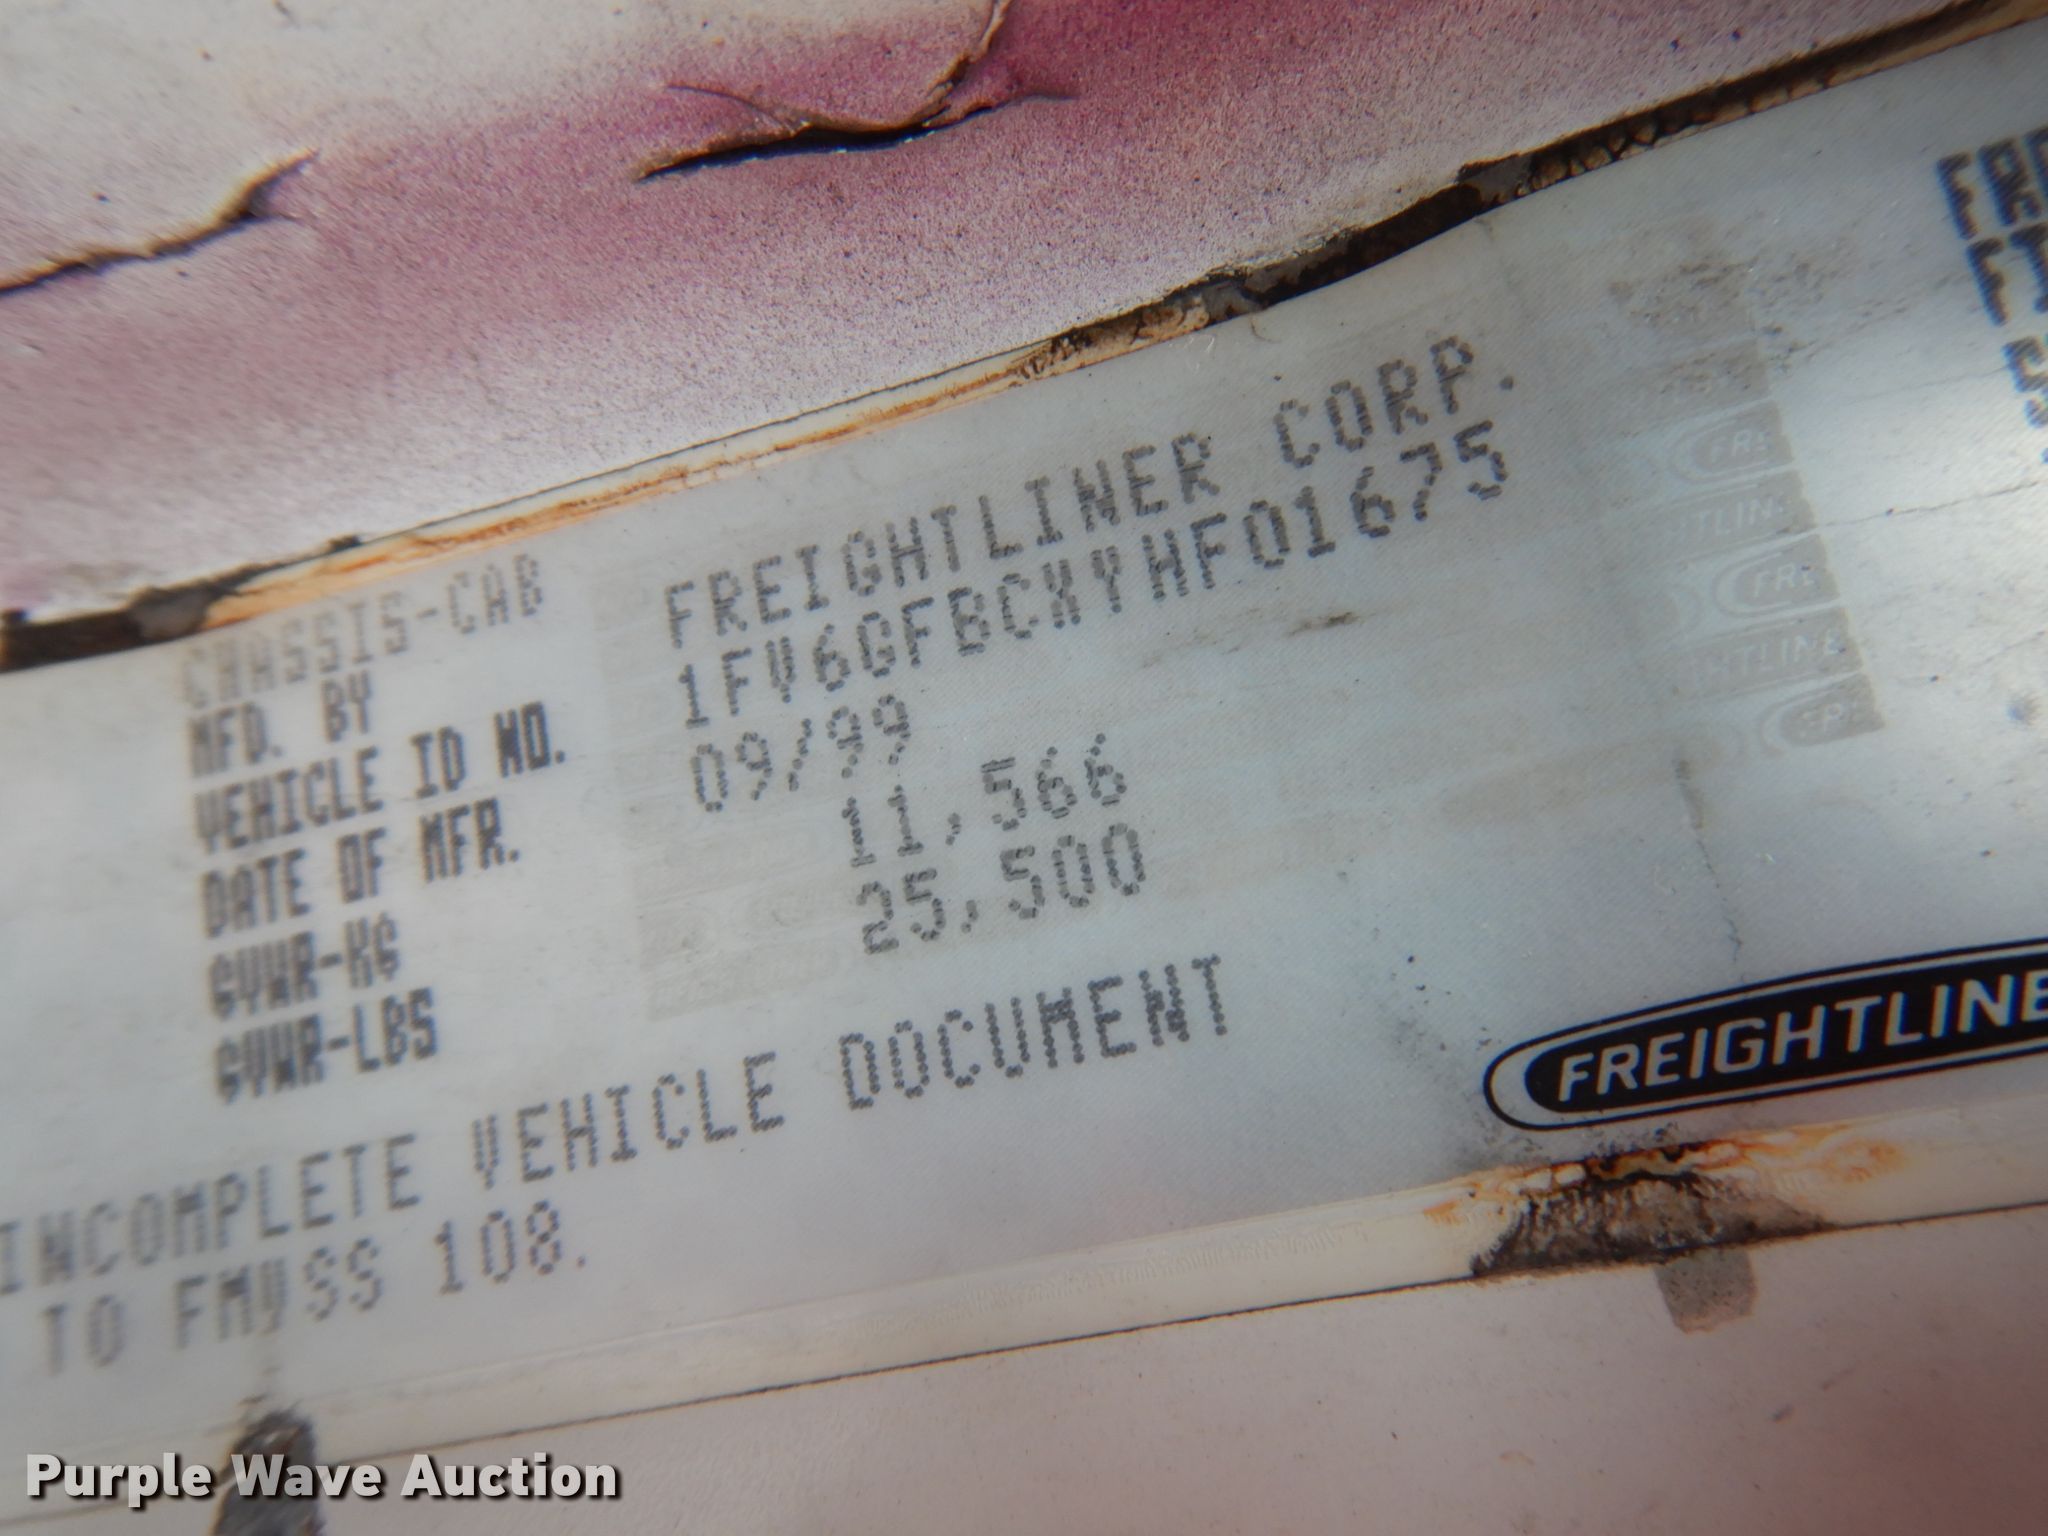 CHASSIS-CAB
MFD. BY FREIGHTLINER CORP.
VEHICLE ID NO.
DATE OF MFR. 09/99
GVWR-KG 11,566
GVWR-LBS 25,500
INCOMPLETE VEHICLE DOCUMENT
TO FMVSS 108.
FREIGHTLINE
Purple Wave Auction